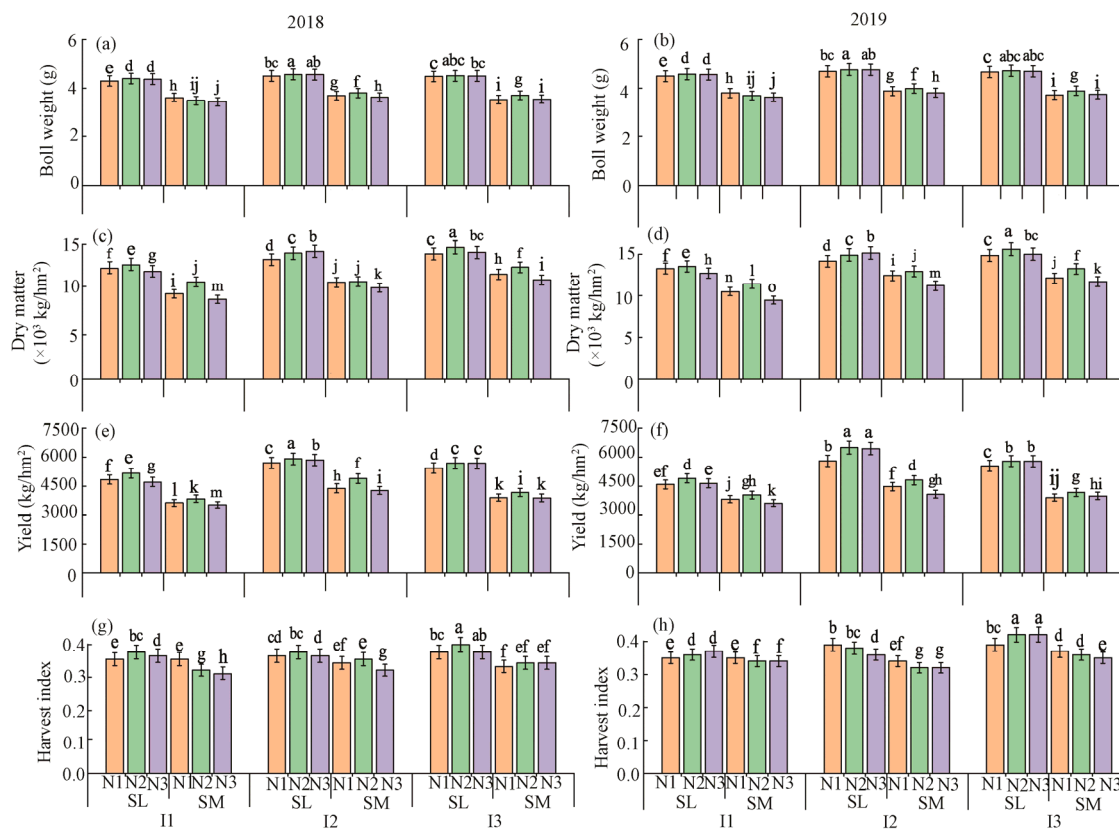 2018
2019
(a)
Boll weight (g)
6
4
2
0
e d d h ij j bc a ab g f h c abc bc i g i
(b)
Boll weight (g)
6
4
2
0
e d d h ij j bc a ab g f h c abc abc i g i
(c)
Dry matter
(×10³ kg/hm²)
15
10
5
0
f e g i j m d c b j j k c a bc h f i
(d)
Dry matter
(×10³ kg/hm²)
15
10
5
0
f e h n l o d c b i j m c a bc i f k
(e)
Yield (kg/hm²)
7500
6000
4500
3000
1500
0
f e g l k m c a b h f i d c c k i k
(f)
Yield (kg/hm²)
7500
6000
4500
3000
1500
0
ef d e j gh k b a a f d gh c b b ij g hi
(g)
Harvest index
0.4
0.3
0.2
0.1
0.0
e bc d e g h cd bc d ef e g bc a ab f ef ef
(h)
Harvest index
0.4
0.3
0.2
0.1
0.0
e d d e f f b bc d ef g g bc a a d d e
N1 N2 N3 N1 N2 N3 N1 N2 N3 N1 N2 N3 N1 N2 N3 N1 N2 N3
SL SM SL SM SL SM
I1 I2 I3
N1 N2 N3 N1 N2 N3 N1 N2 N3 N1 N2 N3 N1 N2 N3 N1 N2 N3
SL SM SL SM SL SM
I1 I2 I3